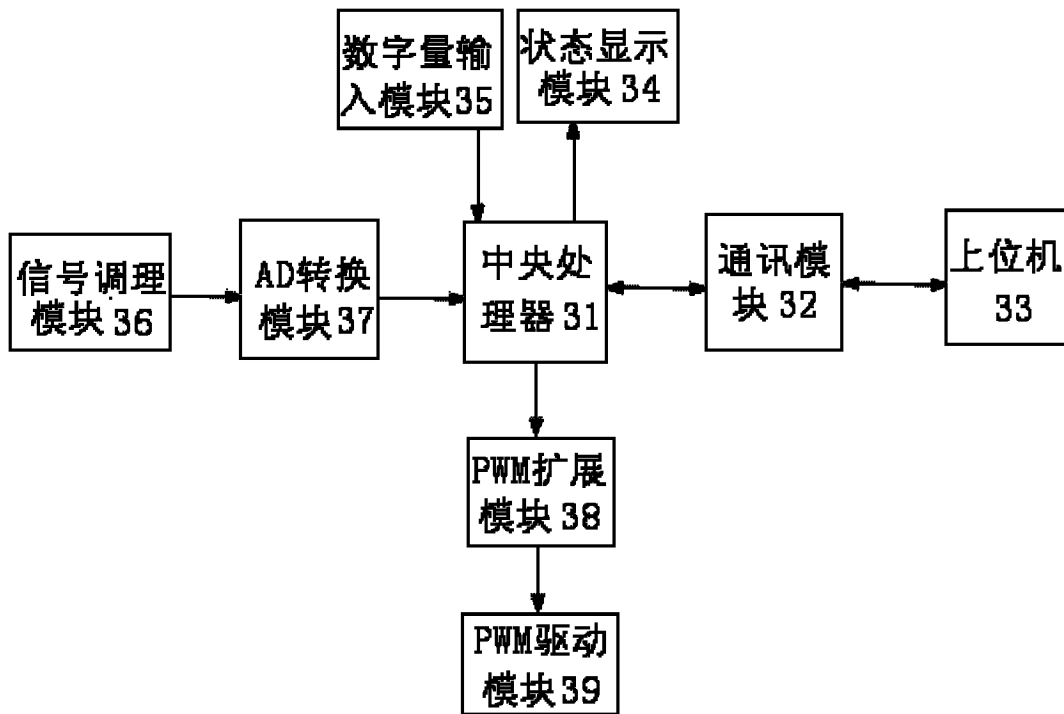 数字量输
入模块35
状态显示
模块34
信号调理
模块36
AD转换
模块37
中央处
理器31
通讯模
块32
上位机
33
PWM扩展
模块38
PWM驱动
模块39